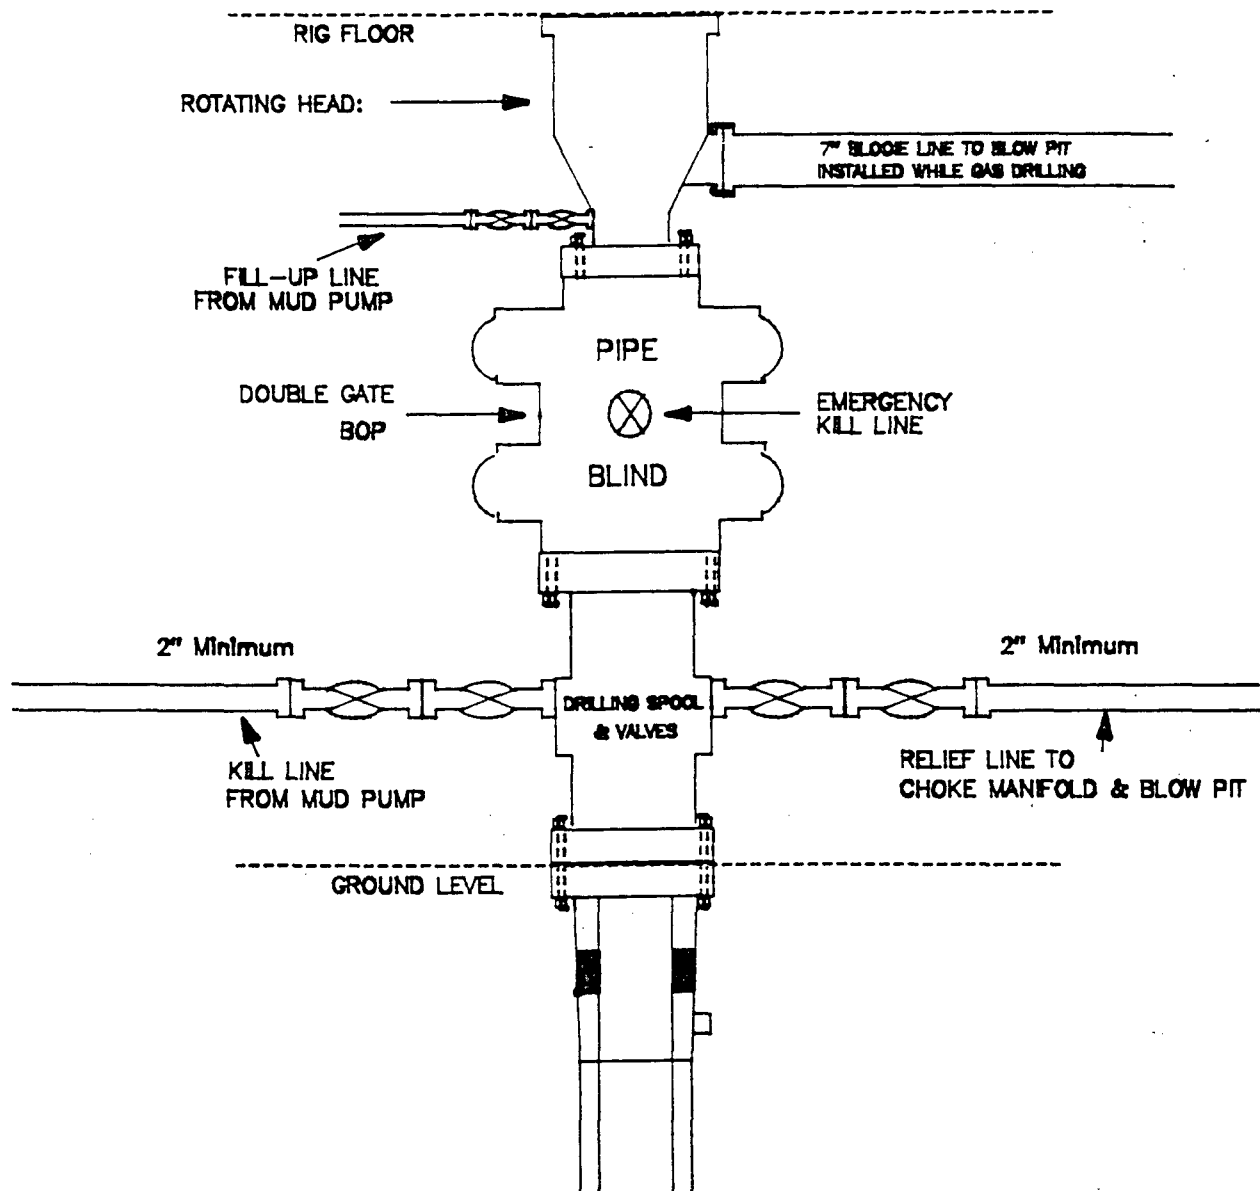 RIG FLOOR
ROTATING HEAD:
7" BLOOIE LINE TO BLOW PIT
INSTALLED WHILE GAS DRILLING
FILL-UP LINE
FROM MUD PUMP
PIPE
DOUBLE GATE
BOP
EMERGENCY
KILL LINE
BLIND
2" Minimum
2" Minimum
DRILLING SPOOL
& VALVES
KILL LINE
FROM MUD PUMP
RELIEF LINE TO
CHOKE MANIFOLD & BLOW PIT
GROUND LEVEL